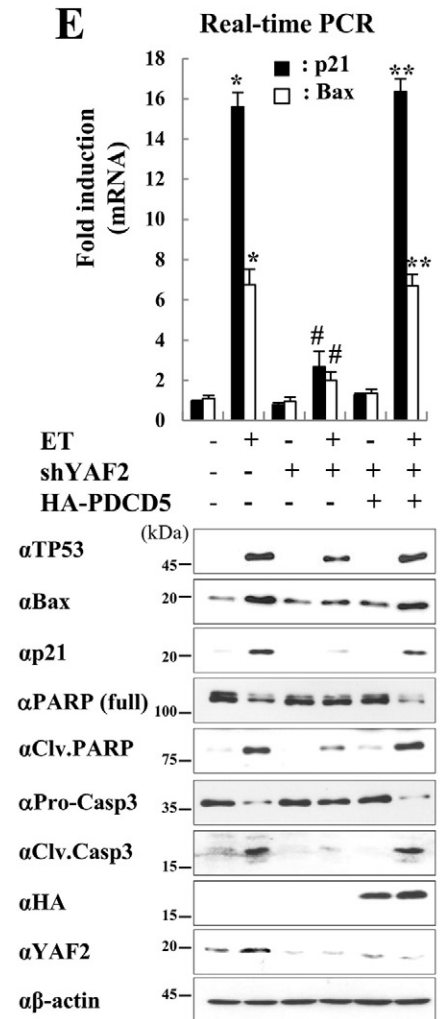 E Real-time PCR
■ : p21
□ : Bax
Fold induction
(mRNA)
18
16
14
12
10
8
6
4
2
0
* * # # ** **
ET - + - + - +
shYAF2 - - + + + +
HA-PDCD5 - - - - + +
(kDa)
αTP53 45
αBax 20
αp21 20
αPARP (full) 100
αClv.PARP 75
αPro-Casp3 35
αClv.Casp3 15
αHA 15
αYAF2 20
αβ-actin 45